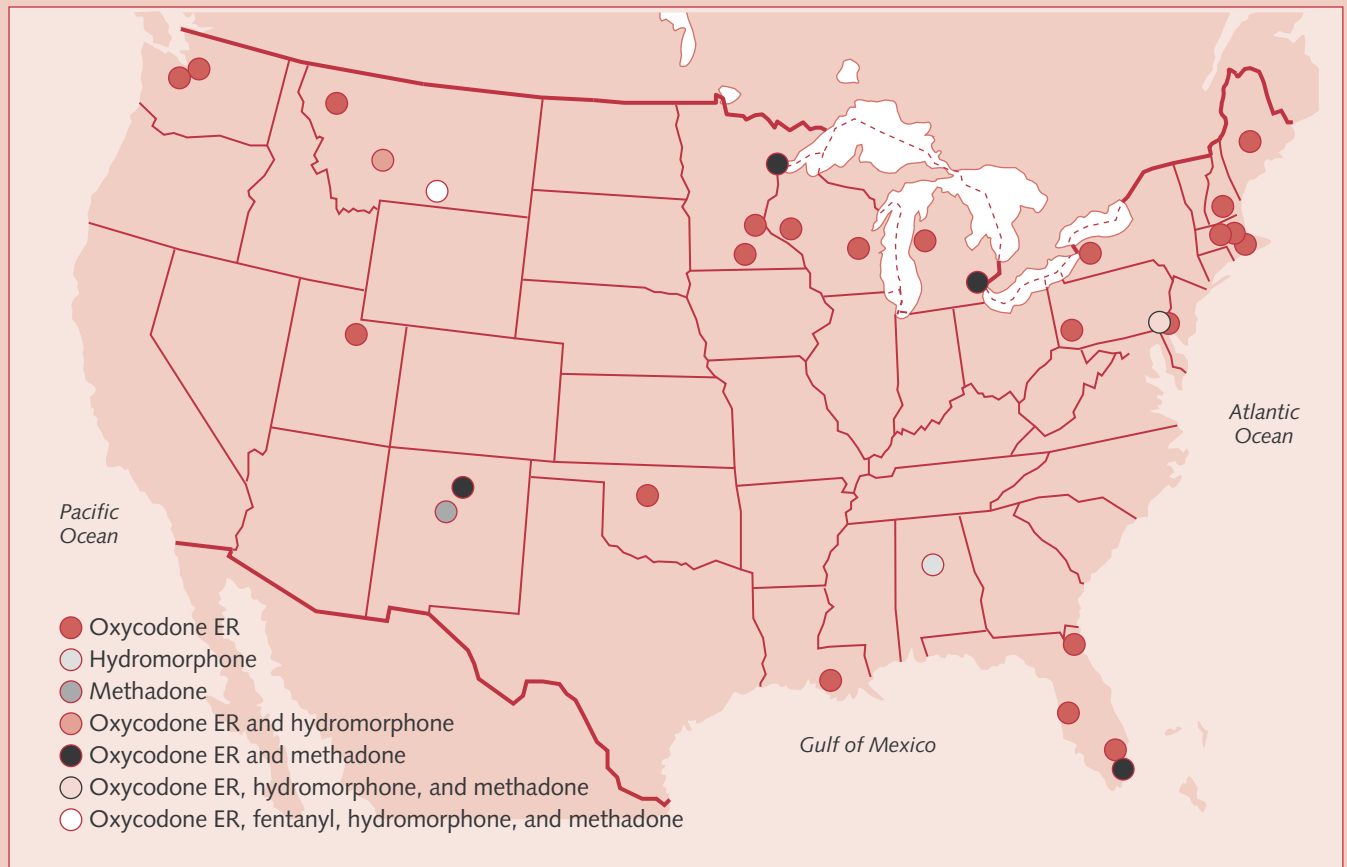 Atlantic
Ocean
Pacific
Ocean
Gulf of Mexico
Oxycodone ER
Hydromorphone
Methadone
Oxycodone ER and hydromorphone
Oxycodone ER and methadone
Oxycodone ER, hydromorphone, and methadone
Oxycodone ER, fentanyl, hydromorphone, and methadone